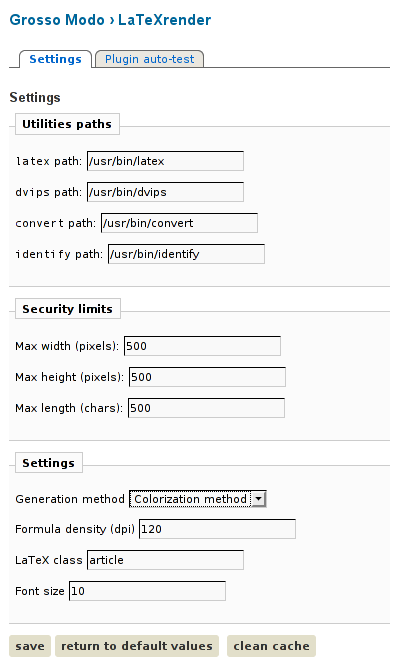 Grosso Modo › LaTeXrender
Settings Plugin auto-test
Settings
Utilities paths
latex path: /usr/bin/latex
dvips path: /usr/bin/dvips
convert path: /usr/bin/convert
identify path: /usr/bin/identify
Security limits
Max width (pixels): 500
Max height (pixels): 500
Max length (chars): 500
Settings
Generation method Colorization method
Formula density (dpi) 120
LaTeX class article
Font size 10
save return to default values clean cache